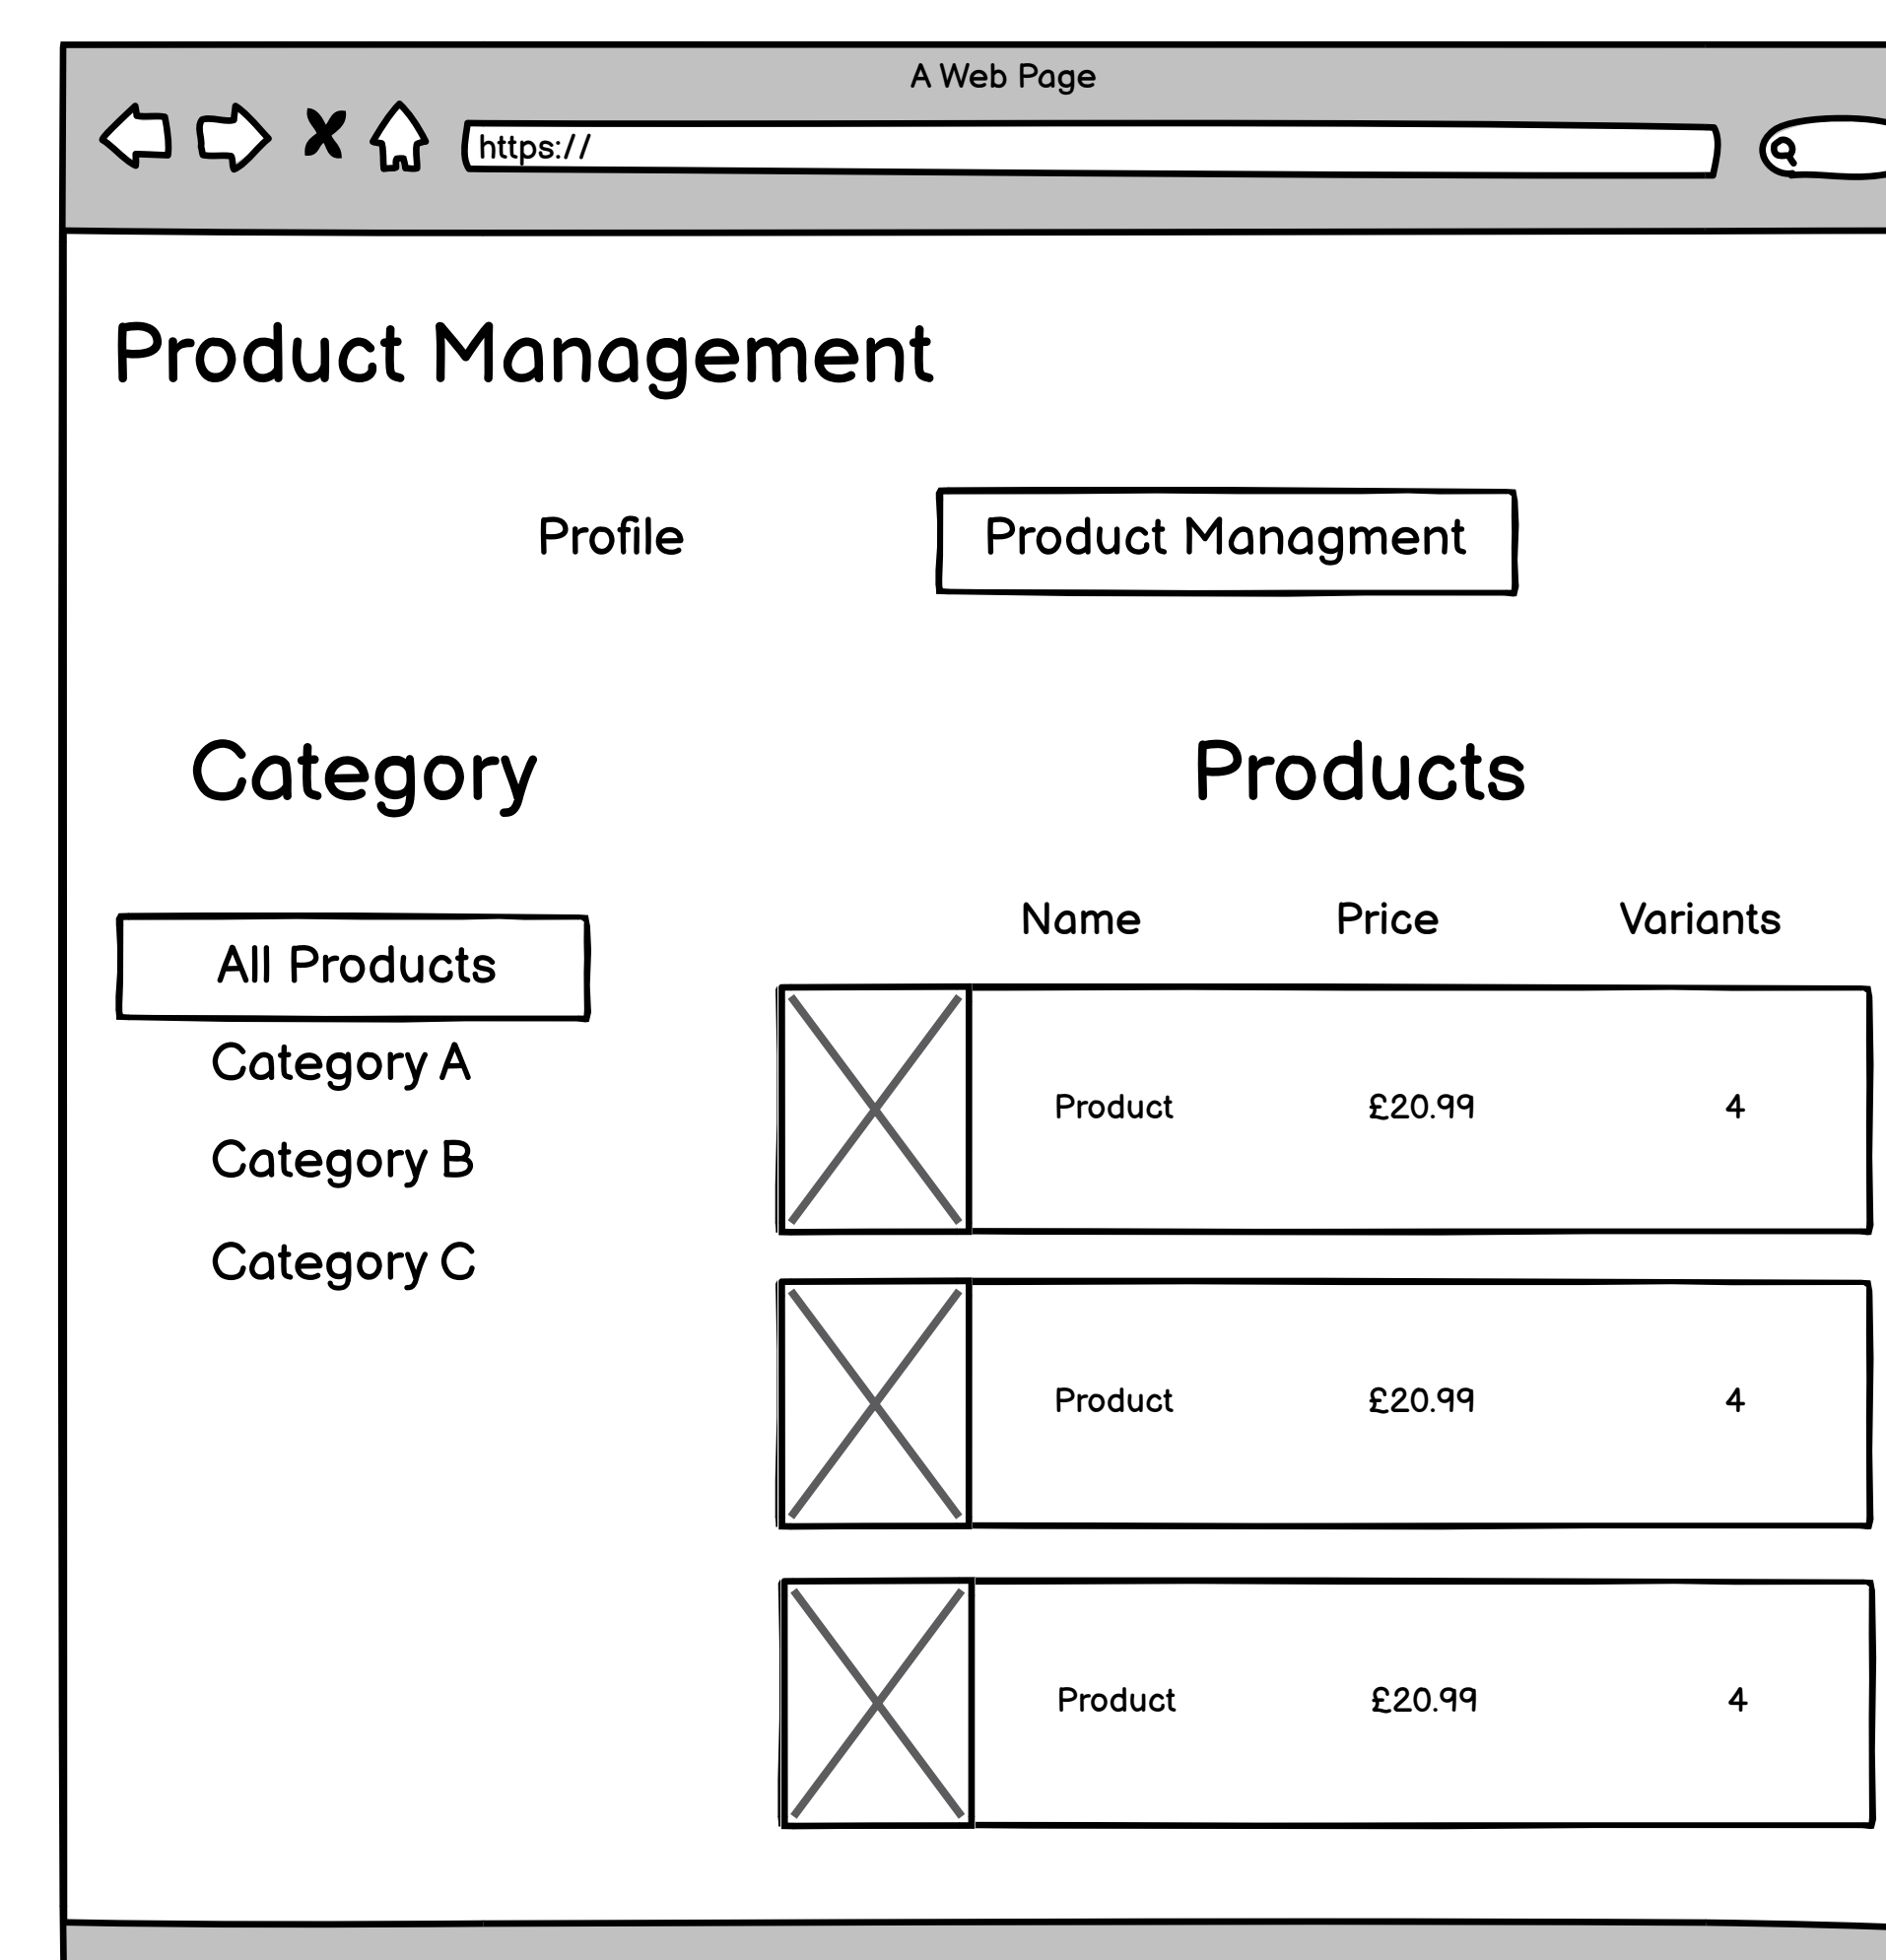 A Web Page
https://
Product Management
Profile
Product Managment
Category
Products
All Products
Category A
Category B
Category C
Name Price Variants
Product £20.99 4
Product £20.99 4
Product £20.99 4